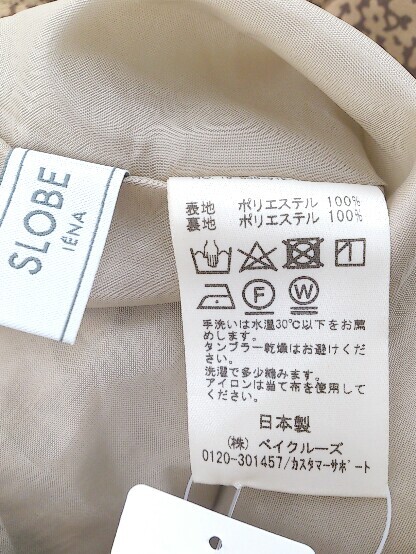 SLOBE
IÉNA
表地 ポリエステル 100%
裏地 ポリエステル 100%
F W
手洗いは水温30℃以下をお薦
めします。
タンブラー乾燥はお避けくださ
い。
洗濯で多少縮みます。
アイロンは当て布を使用して
ください。
日本製
(株) ベイクルーズ
0120-301457/カスタマーサポート